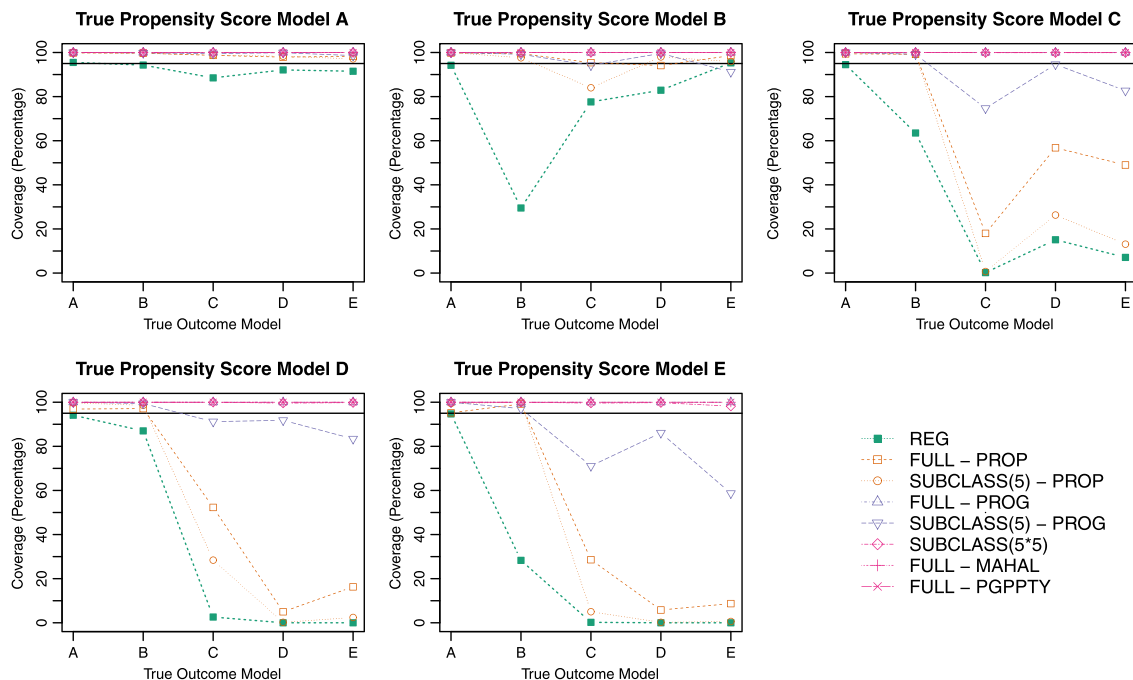 True Propensity Score Model A
Coverage (Percentage)
0 20 40 60 80 100
A B C D E
True Outcome Model
True Propensity Score Model B
Coverage (Percentage)
0 20 40 60 80 100
A B C D E
True Outcome Model
True Propensity Score Model C
Coverage (Percentage)
0 20 40 60 80 100
A B C D E
True Outcome Model
True Propensity Score Model D
Coverage (Percentage)
0 20 40 60 80 100
A B C D E
True Outcome Model
True Propensity Score Model E
Coverage (Percentage)
0 20 40 60 80 100
A B C D E
True Outcome Model
REG
FULL – PROP
SUBCLASS(5) – PROP
FULL – PROG
SUBCLASS(5) – PROG
SUBCLASS(5*5)
FULL – MAHAL
FULL – PGPPTY